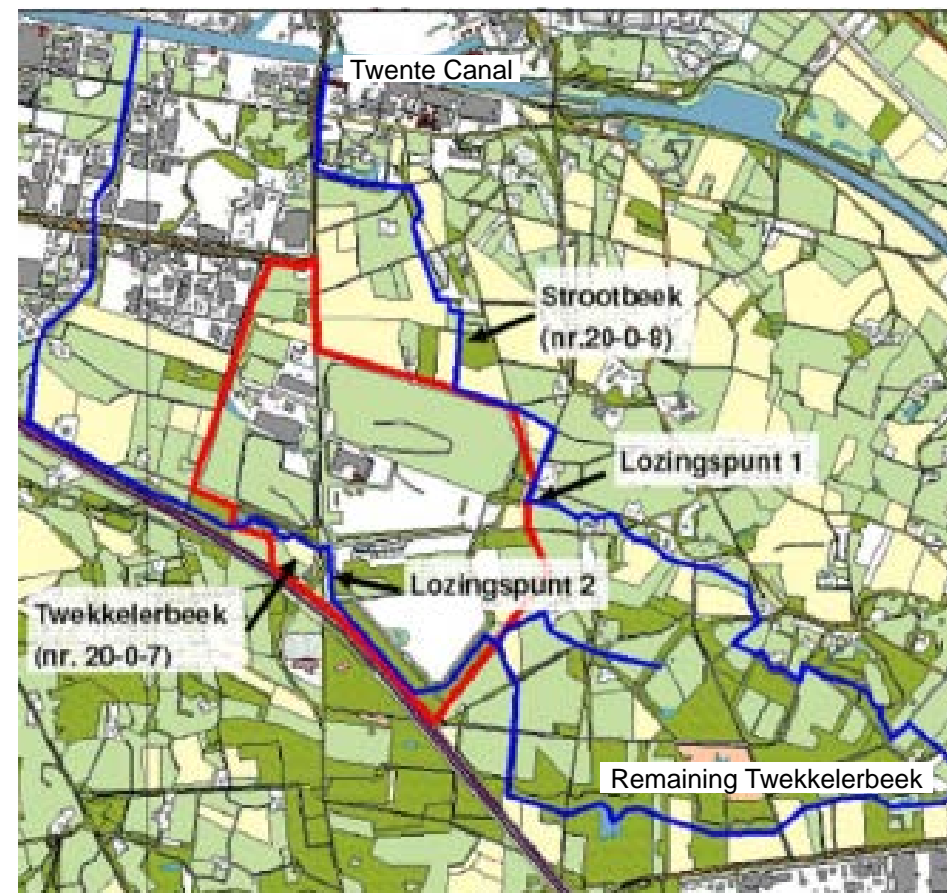 Twente Canal
Strootbeek
(nr.20-0-8)
Lozingspunt 1
Lozingspunt 2
Twekkelerbeek
(nr. 20-0-7)
Remaining Twekkelerbeek